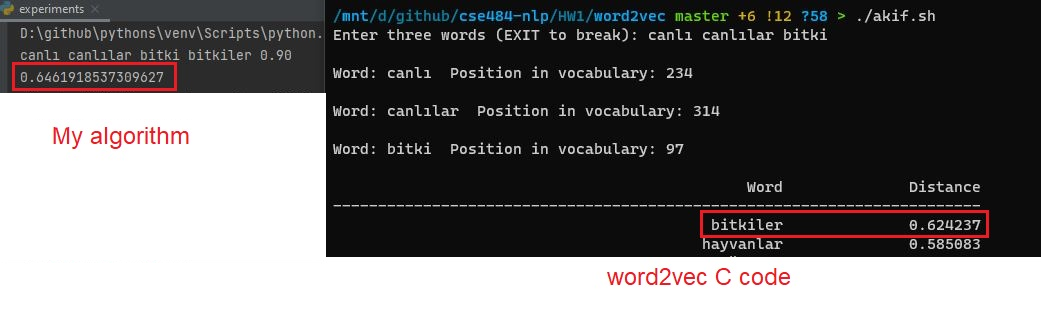 experiments
D:\github\pythons\venv\Scripts\python.
canlı canlılar bitki bitkiler 0.90
0.6461918537309627
My algorithm
/mnt/d/github/cse484-nlp/HW1/word2vec master +6 !12 ?58 > ./akif.sh
Enter three words (EXIT to break): canlı canlılar bitki
Word: canlı Position in vocabulary: 234
Word: canlılar Position in vocabulary: 314
Word: bitki Position in vocabulary: 97
Word Distance
------------------------------------------------------------------------
bitkiler 0.624237
hayvanlar 0.585083
word2vec C code